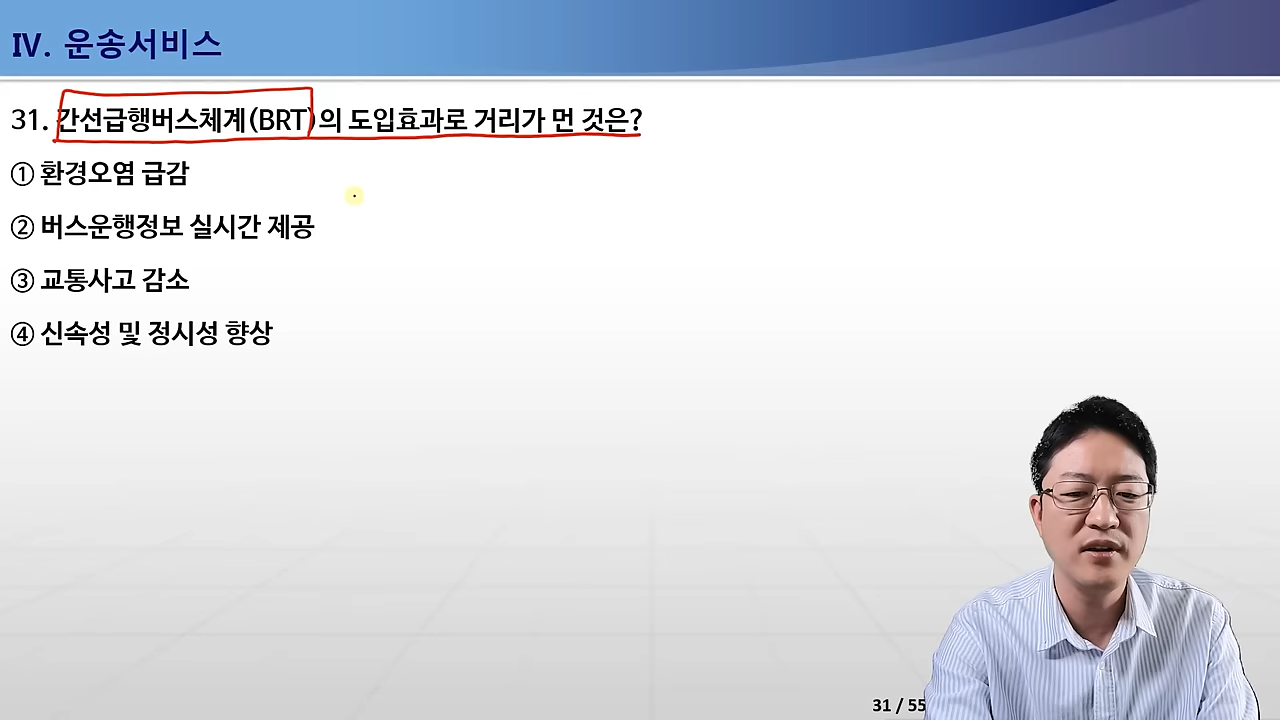 Ⅳ. 운송서비스
31. 간선급행버스체계(BRT)의 도입효과로 거리가 먼 것은?
① 환경오염 급감
② 버스운행정보 실시간 제공
③ 교통사고 감소
④ 신속성 및 정시성 향상
31 / 55